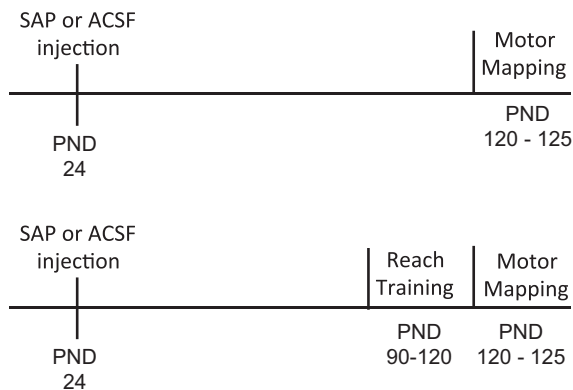 SAP or ACSF
injection
Motor
Mapping
PND
24
PND
120 - 125
SAP or ACSF
injection
Reach
Training
Motor
Mapping
PND
24
PND
90-120
PND
120 - 125